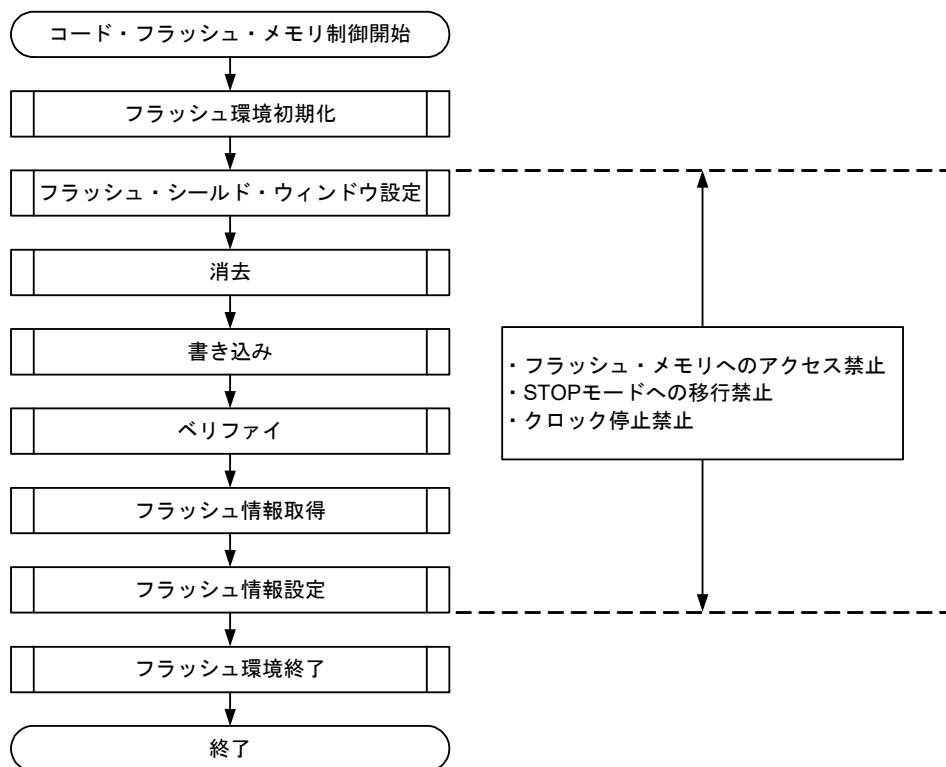 コード・フラッシュ・メモリ制御開始
フラッシュ環境初期化
フラッシュ・シールド・ウィンドウ設定
消去
書き込み
ベリファイ
フラッシュ情報取得
フラッシュ情報設定
フラッシュ環境終了
終了
・フラッシュ・メモリへのアクセス禁止
・STOPモードへの移行禁止
・クロック停止禁止